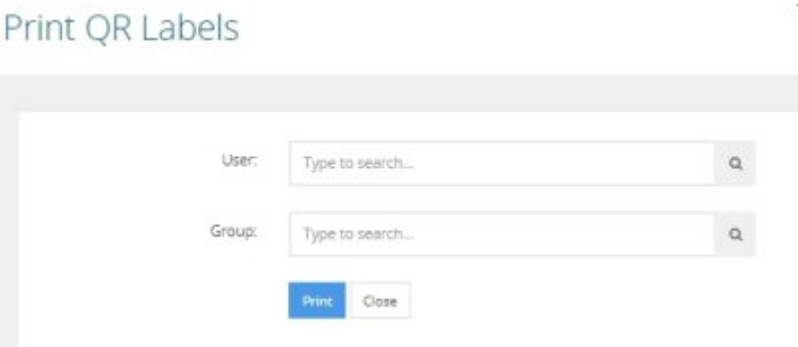 Print QR Labels
User: Type to search...
Group: Type to search...
Print Close